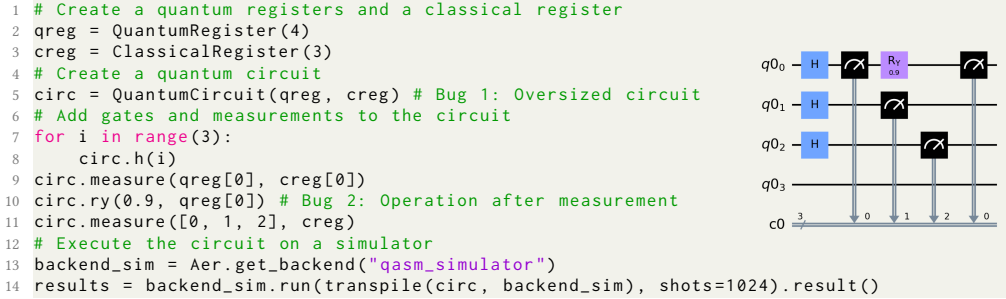 1 # Create a quantum registers and a classical register
2 qreg = QuantumRegister(4)
3 creg = ClassicalRegister(3)
4 # Create a quantum circuit
5 circ = QuantumCircuit(qreg, creg) # Bug 1: Oversized circuit
6 # Add gates and measurements to the circuit
7 for i in range(3):
8     circ.h(i)
9 circ.measure(qreg[0], creg[0])
10 circ.ry(0.9, qreg[0]) # Bug 2: Operation after measurement
11 circ.measure([0, 1, 2], creg)
12 # Execute the circuit on a simulator
13 backend_sim = Aer.get_backend("qasm_simulator")
14 results = backend_sim.run(transpile(circ, backend_sim), shots=1024).result()
q0₀ H R_Y
0.9
q0₁ H
q0₂ H
q0₃
c0 3 0 1 2 0